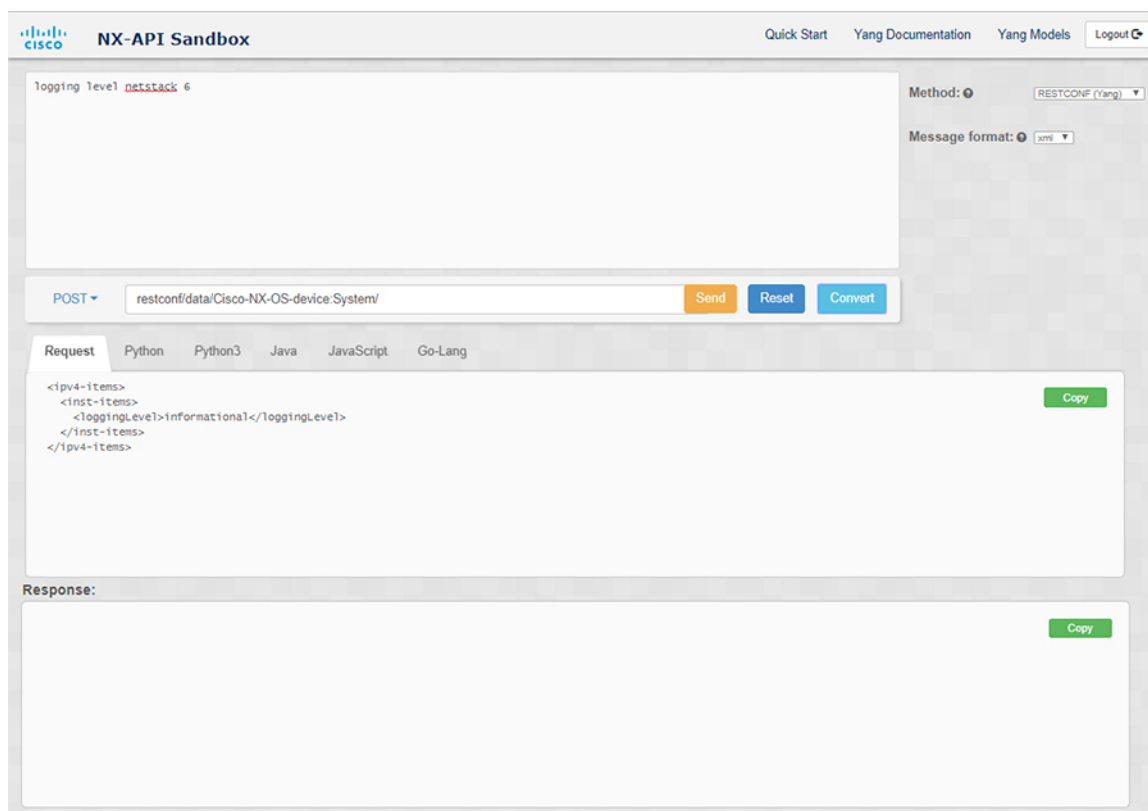 cisco NX-API Sandbox Quick Start Yang Documentation Yang Models Logout
logging level netstack 6
Method: RESTCONF (Yang)
Message format: xml
POST restconf/data/Cisco-NX-OS-device:System/ Send Reset Convert
Request Python Python3 Java JavaScript Go-Lang
<ipv4-items>
Copy
<inst-items>
<loggingLevel>informational</loggingLevel>
</inst-items>
</ipv4-items>
Response:
Copy